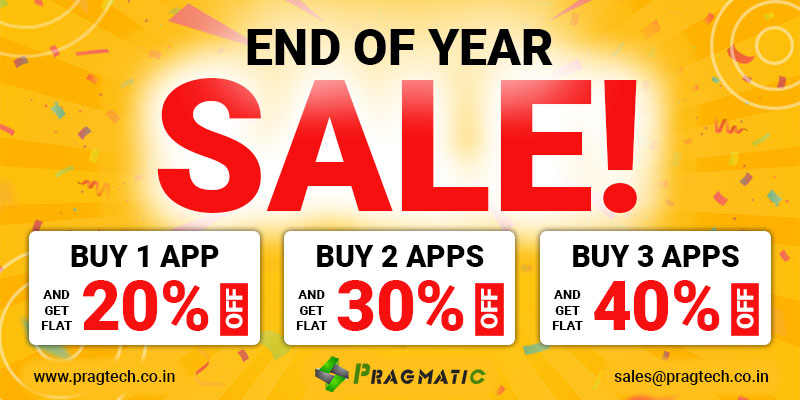 END OF YEAR
SALE!
BUY 1 APP
AND GET FLAT 20% OFF
BUY 2 APPS
AND GET FLAT 30% OFF
BUY 3 APPS
AND GET FLAT 40% OFF
www.pragtech.co.in
PRAGMATIC
sales@pragtech.co.in